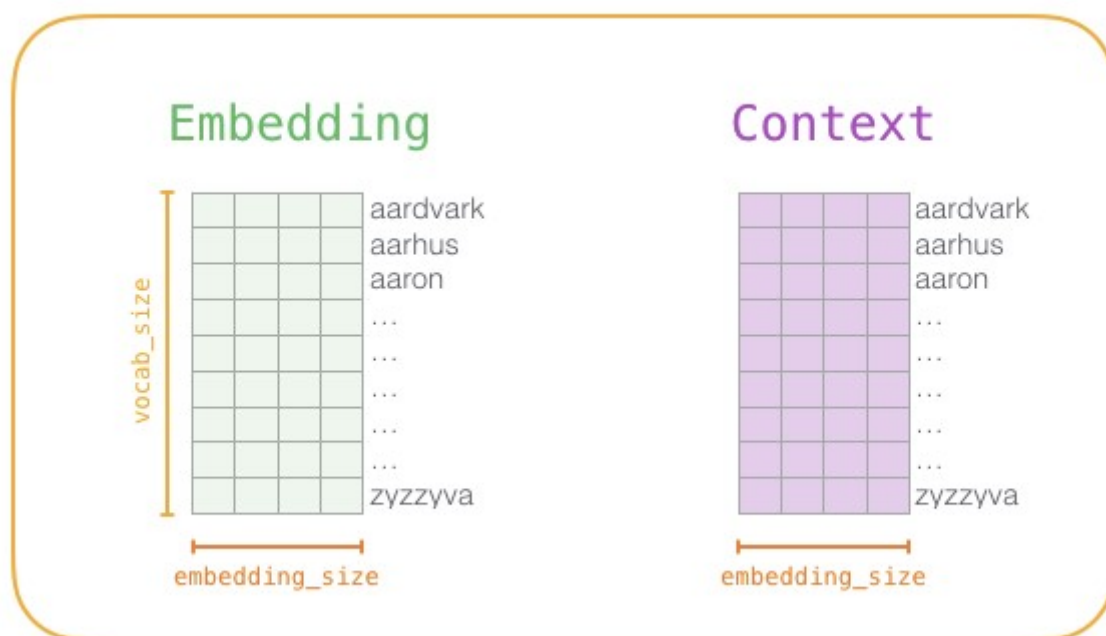 Embedding
Context
vocab_size
aardvark
aarhus
aaron
...
...
...
...
...
zyzzyva
embedding_size
aardvark
aarhus
aaron
...
...
...
...
...
zyzzyva
embedding_size